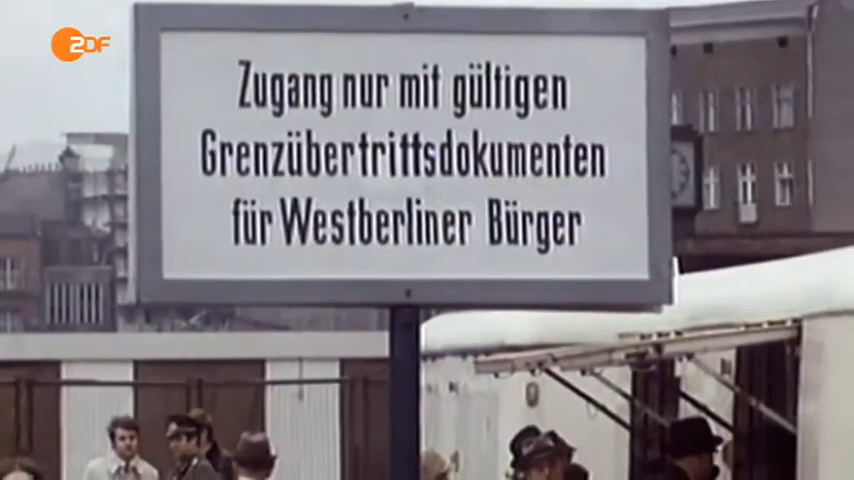 ZDF
Zugang nur mit gültigen
Grenzübertrittsdokumenten
für Westberliner Bürger